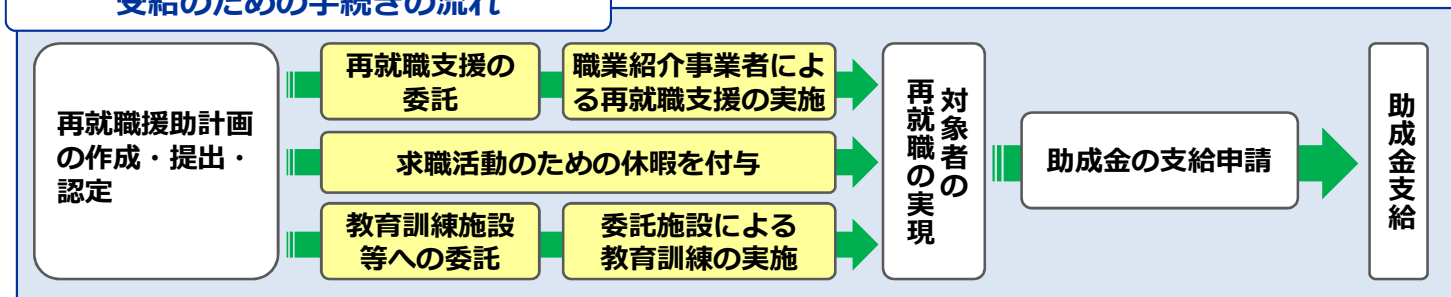 受給のための手続きの流れ
再就職援助計画
の作成・提出・
認定
再就職支援の
委託
職業紹介事業者によ
る再就職支援の実施
求職活動のための休暇を付与
教育訓練施設
等への委託
委託施設による
教育訓練の実施
対象者の
再就職の実現
助成金の支給申請
助成金支給